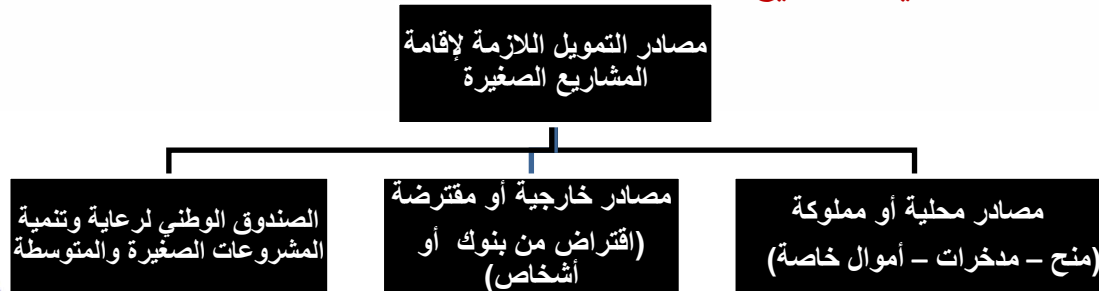 مصادر التمويل اللازمة لإقامة
المشاريع الصغيرة
مصادر محلية أو مملوكة
(منح – مدخرات – أموال خاصة)
مصادر خارجية أو مقترضة
(اقتراض من بنوك أو
أشخاص)
الصندوق الوطني لرعاية وتنمية
المشروعات الصغيرة والمتوسطة